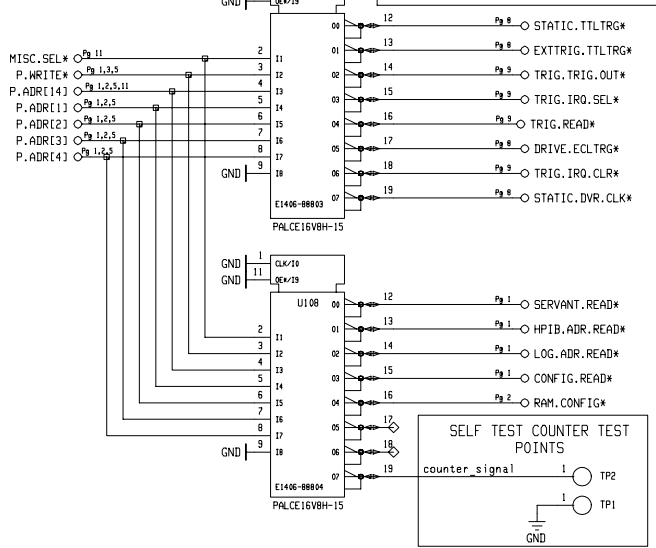 GND OE#/I9
MISC.SEL* Pg 11
P.WRITE* Pg 1,3,5
P.ADR[14] Pg 1,2,5,11
P.ADR[1] Pg 1,2,5
P.ADR[2] Pg 1,2,5
P.ADR[3] Pg 1,2,5
P.ADR[4] Pg 1,2,5
2 I1
3 I2
4 I3
5 I4
6 I5
7 I6
8 I7
GND 9 I8
O0 12 Pg 8 STATIC.TTLTRG*
O1 13 Pg 8 EXTTRIG.TTLTRG*
O2 14 Pg 9 TRIG.TRIG.OUT*
O3 15 Pg 9 TRIG.IRQ.SEL*
O4 16 Pg 9 TRIG.READ*
O5 17 Pg 8 DRIVE.ECLTRG*
O6 18 Pg 9 TRIG.IRQ.CLR*
O7 19 Pg 8 STATIC.DVR.CLK*
E1406-88803
PALCE16V8H-15
GND 1 CLK/I0
GND 11 OE#/I9
U108
2 I1
3 I2
4 I3
5 I4
6 I5
7 I6
8 I7
GND 9 I8
O0 12 Pg 1 SERVANT.READ*
O1 13 Pg 1 HPIB.ADR.READ*
O2 14 Pg 1 LOG.ADR.READ*
O3 15 Pg 1 CONFIG.READ*
O4 16 Pg 2 RAM.CONFIG*
O5 17
O6 18
O7 19 counter_signal 1 TP2
E1406-88804
PALCE16V8H-15
SELF TEST COUNTER TEST
POINTS
1 TP1
GND